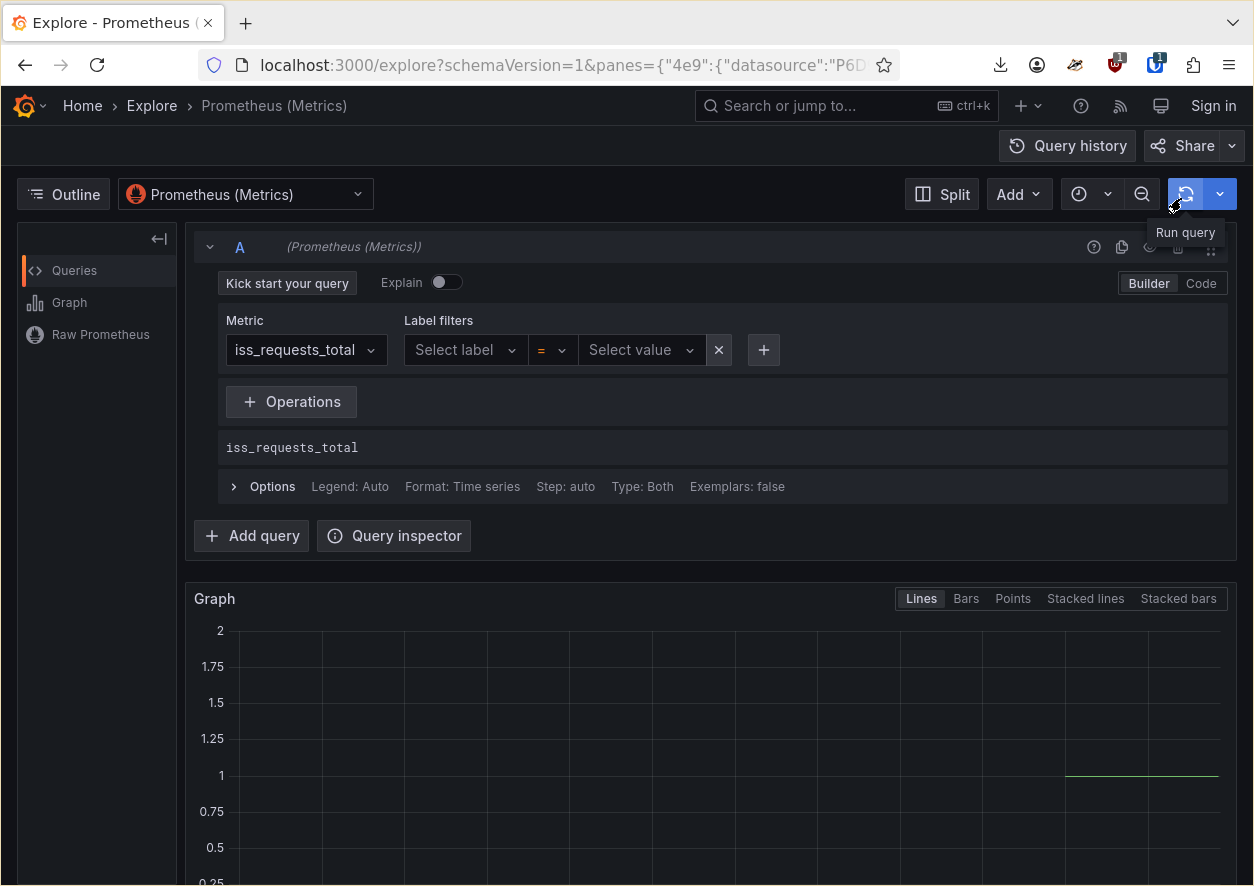 Explore - Prometheus (
localhost:3000/explore?schemaVersion=1&panes={"4e9":{"datasource":"P6D
1
1
Home › Explore › Prometheus (Metrics)
Search or jump to...
ctrl+k
Sign in
Query history
Share
Outline
Prometheus (Metrics)
Split
Add
Run query
Queries
Graph
Raw Prometheus
A
(Prometheus (Metrics))
Kick start your query
Explain
Builder
Code
Metric
Label filters
iss_requests_total
Select label
=
Select value
+ Operations
iss_requests_total
Options Legend: Auto Format: Time series Step: auto Type: Both Exemplars: false
+ Add query
Query inspector
Graph
Lines Bars Points Stacked lines Stacked bars
2
1.75
1.5
1.25
1
0.75
0.5
0.25